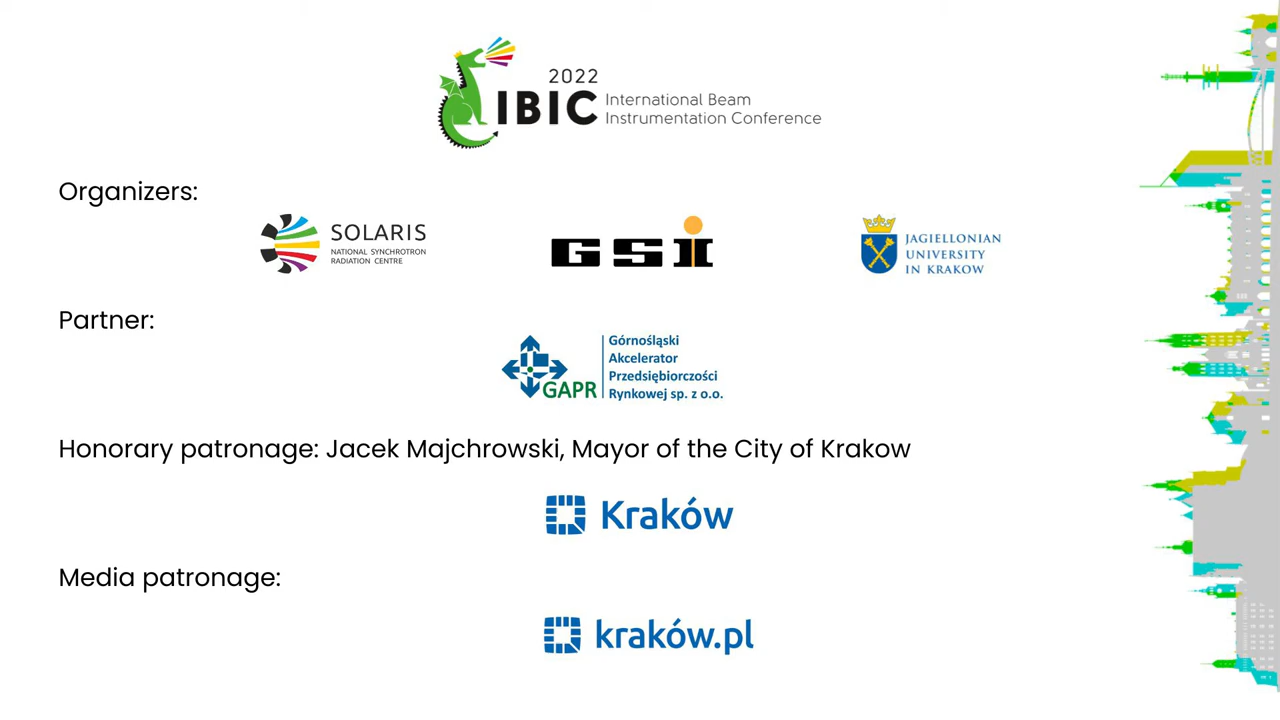 2022
IBIC
International Beam
Instrumentation Conference
Organizers:
SOLARIS
NATIONAL SYNCHROTRON
RADIATION CENTRE
GSI
JAGIELLONIAN
UNIVERSITY
IN KRAKOW
Partner:
GAPR
Górnośląski
Akcelerator
Przedsiębiorczości
Rynkowej sp. z o.o.
Honorary patronage: Jacek Majchrowski, Mayor of the City of Krakow
Kraków
Media patronage:
kraków.pl